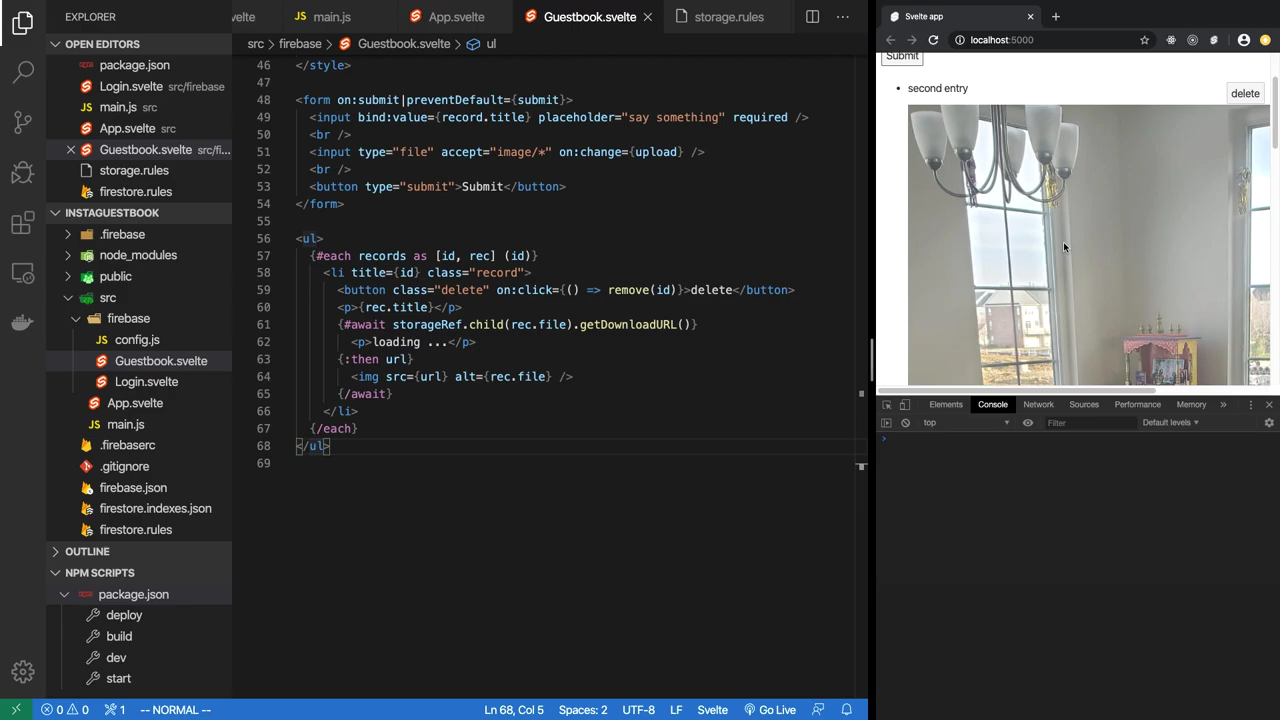 EXPLORER
OPEN EDITORS
package.json
Login.svelte src/firebase
main.js src
App.svelte src
Guestbook.svelte src/fi...
storage.rules
firestore.rules
INSTAGUESTBOOK
.firebase
node_modules
public
src
firebase
config.js
Guestbook.svelte
Login.svelte
App.svelte
main.js
.firebaserc
.gitignore
firebase.json
firestore.indexes.json
firestore.rules
OUTLINE
NPM SCRIPTS
package.json
deploy
build
dev
start
velte main.js App.svelte Guestbook.svelte storage.rules
src > firebase > Guestbook.svelte > ul
46 </style>
47
48 <form on:submit|preventDefault={submit}>
49 <input bind:value={record.title} placeholder="say something" required />
50 <br />
51 <input type="file" accept="image/*" on:change={upload} />
52 <br />
53 <button type="submit">Submit</button>
54 </form>
55
56 <ul>
57 {#each records as [id, rec] (id)}
58 <li title={id} class="record">
59 <button class="delete" on:click={() => remove(id)}>delete</button>
60 <p>{rec.title}</p>
61 {#await storageRef.child(rec.file).getDownloadURL()}
62 <p>loading ...</p>
63 {:then url}
64 <img src={url} alt={rec.file} />
65 {/await}
66 </li>
67 {/each}
68 </ul>
69
0 0 1 -- NORMAL -- Ln 68, Col 5 Spaces: 2 UTF-8 LF Svelte Go Live
Svelte app
localhost:5000
Submit
second entry
delete
Elements Console Network Sources Performance Memory
top Filter Default levels